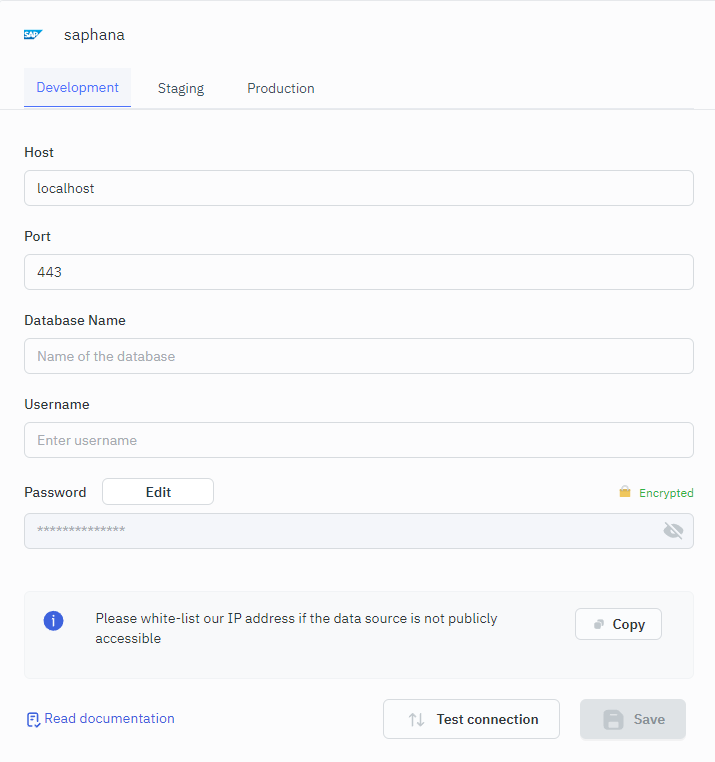 SAP saphana
Development Staging Production
Host
localhost
Port
443
Database Name
Name of the database
Username
Enter username
Password Edit Encrypted
**************
Please white-list our IP address if the data source is not publicly
accessible
Copy
Read documentation Test connection Save